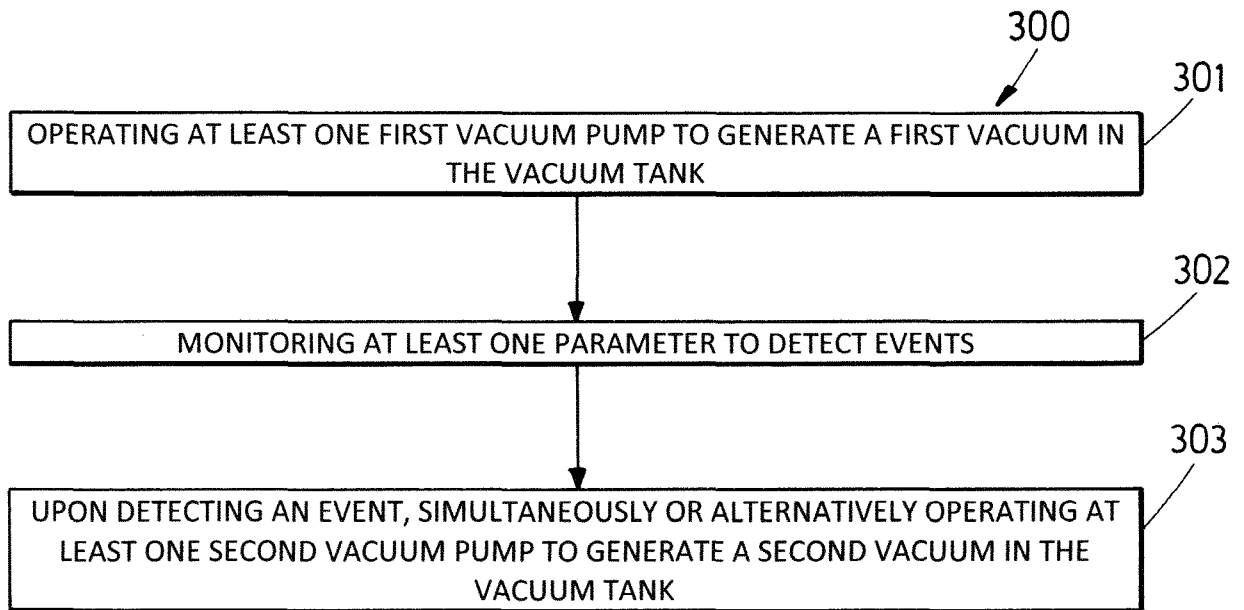 300
301
OPERATING AT LEAST ONE FIRST VACUUM PUMP TO GENERATE A FIRST VACUUM IN
THE VACUUM TANK
302
MONITORING AT LEAST ONE PARAMETER TO DETECT EVENTS
303
UPON DETECTING AN EVENT, SIMULTANEOUSLY OR ALTERNATIVELY OPERATING AT
LEAST ONE SECOND VACUUM PUMP TO GENERATE A SECOND VACUUM IN THE
VACUUM TANK